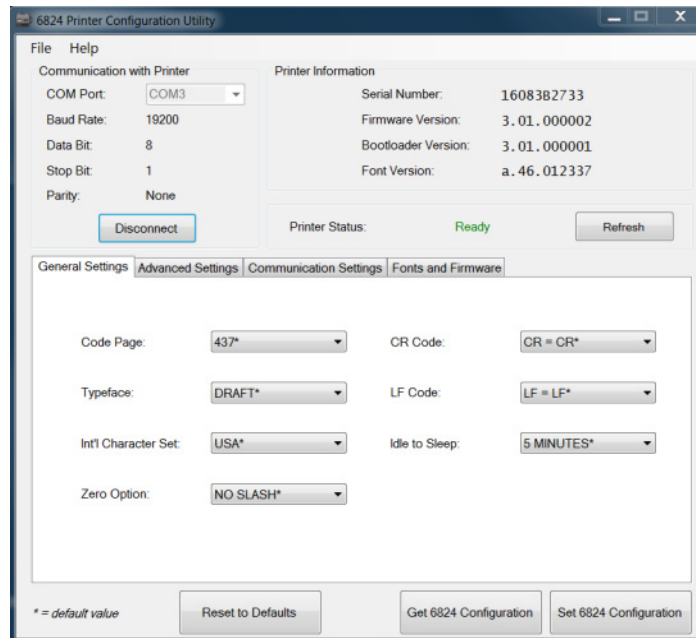 6824 Printer Configuration Utility
File Help
Communication with Printer
COM Port: COM3
Baud Rate: 19200
Data Bit: 8
Stop Bit: 1
Parity: None
Disconnect
Printer Information
Serial Number: 16083B2733
Firmware Version: 3.01.000002
Bootloader Version: 3.01.000001
Font Version: a.46.012337
Printer Status: Ready Refresh
General Settings Advanced Settings Communication Settings Fonts and Firmware
Code Page: 437* CR Code: CR = CR*
Typeface: DRAFT* LF Code: LF = LF*
Int'l Character Set: USA* Idle to Sleep: 5 MINUTES*
Zero Option: NO SLASH*
* = default value Reset to Defaults Get 6824 Configuration Set 6824 Configuration